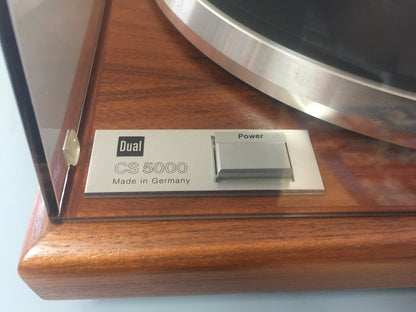 Power
Dual
CS 5000
Made in Germany